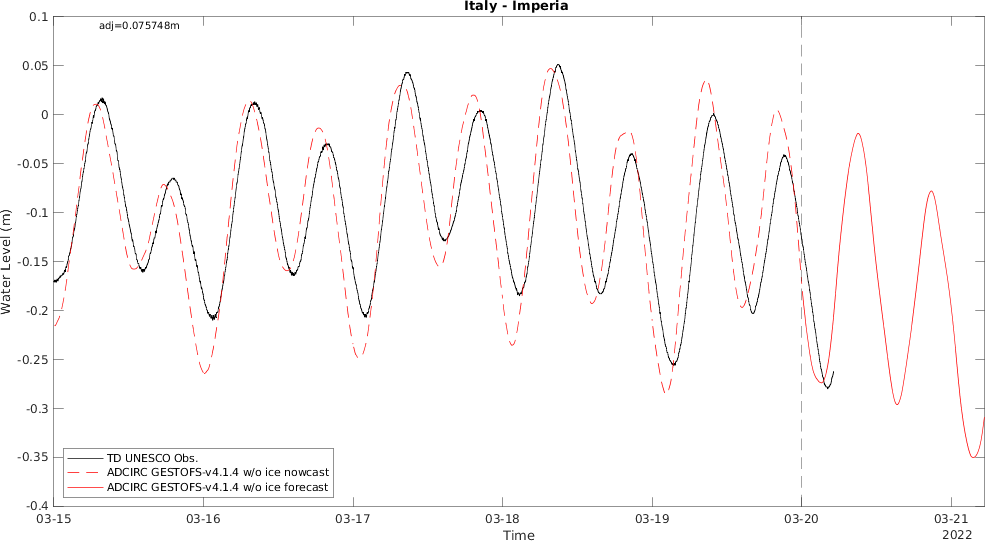 Italy - Imperia
adj=0.075748m
0.1
0.05
0
-0.05
-0.1
-0.15
-0.2
-0.25
-0.3
-0.35
-0.4
Water Level (m)
TD UNESCO Obs.
ADCIRC GESTOFS-v4.1.4 w/o ice nowcast
ADCIRC GESTOFS-v4.1.4 w/o ice forecast
03-15 03-16 03-17 03-18 03-19 03-20 03-21
Time
2022